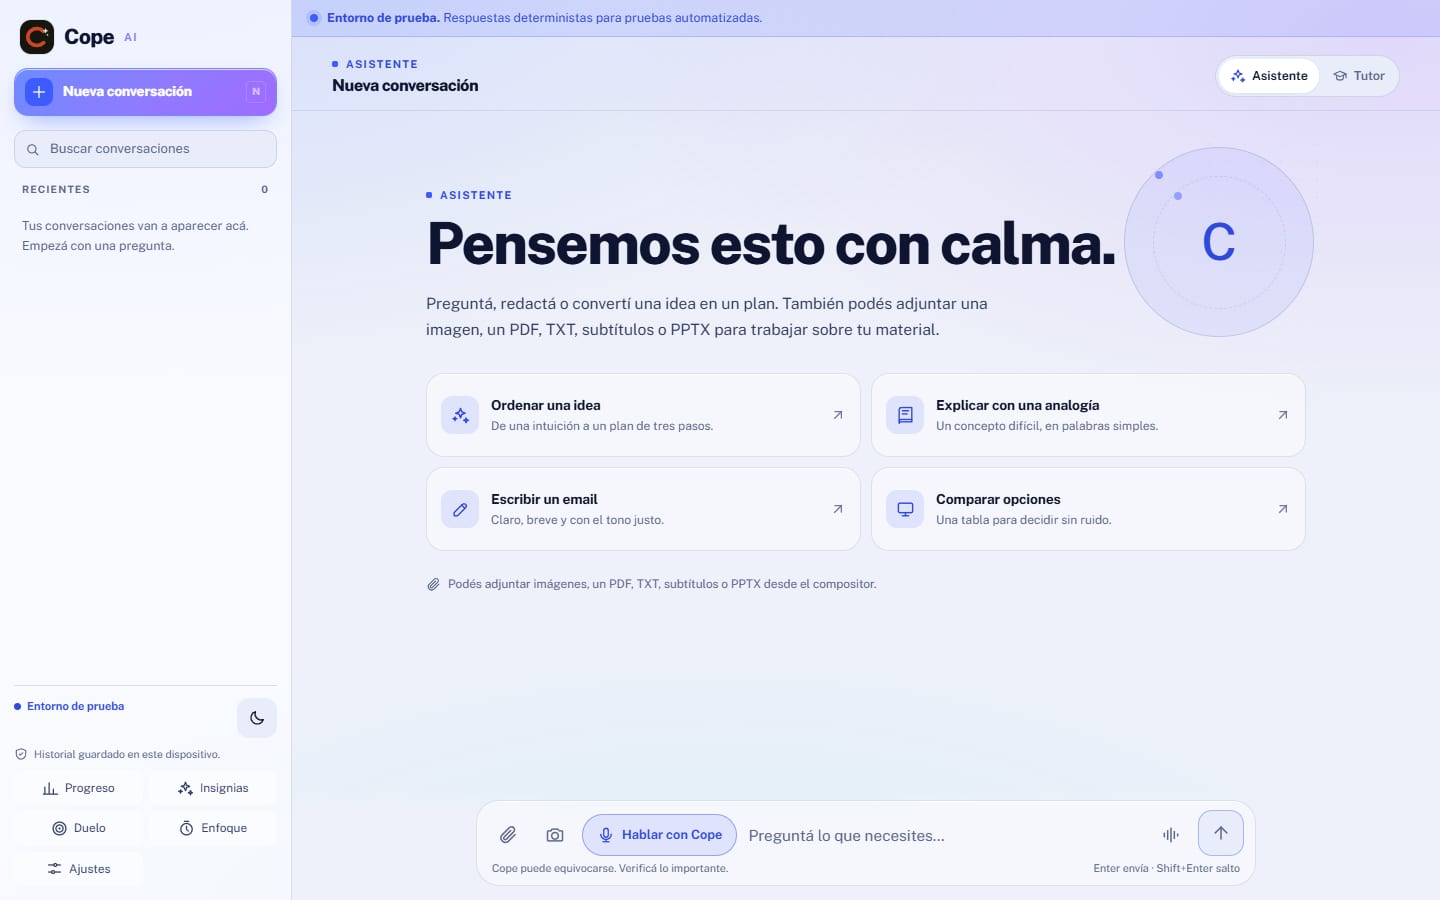 Cope AI
Nueva conversación N
Buscar conversaciones
RECIENTES 0
Tus conversaciones van a aparecer acá.
Empezá con una pregunta.
Entorno de prueba
Historial guardado en este dispositivo.
Progreso
Insignias
Duelo
Enfoque
Ajustes
Entorno de prueba. Respuestas deterministas para pruebas automatizadas.
ASISTENTE
Nueva conversación
Asistente
Tutor
ASISTENTE
Pensemos esto con calma.
C
Preguntá, redactá o convertí una idea en un plan. También podés adjuntar una
imagen, un PDF, TXT, subtítulos o PPTX para trabajar sobre tu material.
Ordenar una idea
De una intuición a un plan de tres pasos.
Explicar con una analogía
Un concepto difícil, en palabras simples.
Escribir un email
Claro, breve y con el tono justo.
Comparar opciones
Una tabla para decidir sin ruido.
Podés adjuntar imágenes, un PDF, TXT, subtítulos o PPTX desde el compositor.
Hablar con Cope
Preguntá lo que necesites...
Cope puede equivocarse. Verificá lo importante.
Enter envía · Shift+Enter salto